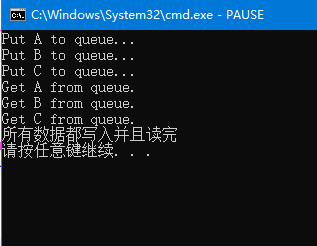 C:\Windows\System32\cmd.exe - PAUSE
Put A to queue...
Put B to queue...
Put C to queue...
Get A from queue.
Get B from queue.
Get C from queue.
所有数据都写入并且读完
请按任意键继续. . .